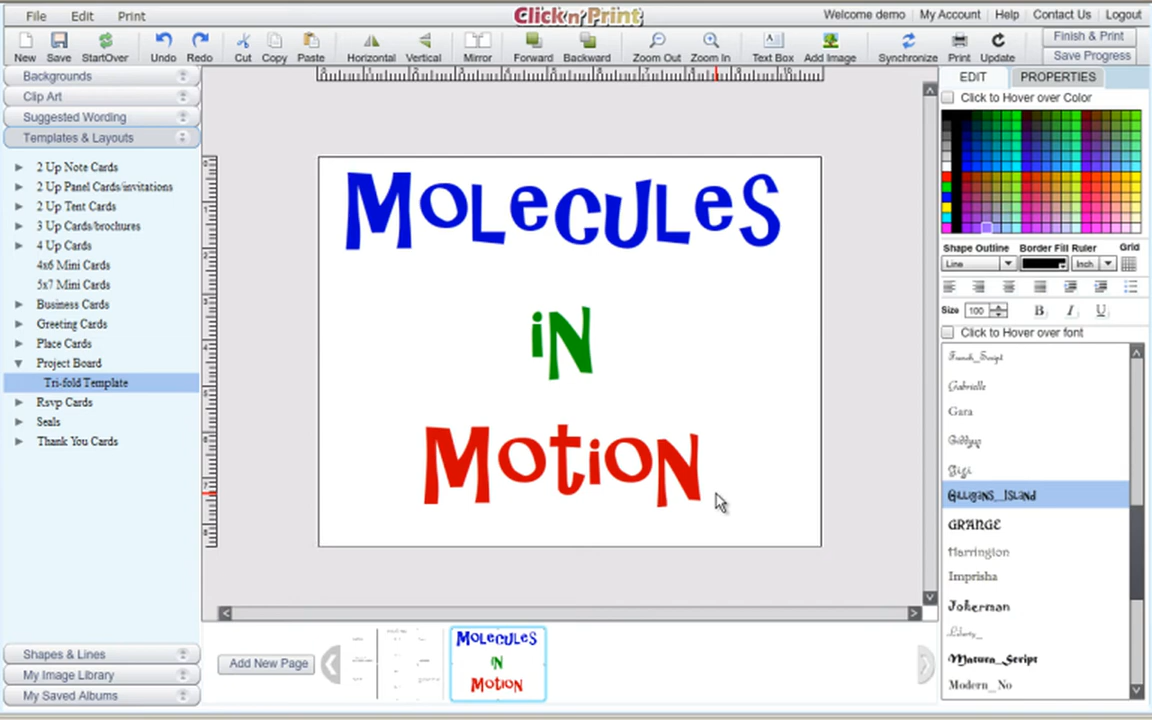 File Edit Print
Click'n'Print
Welcome demo My Account Help Contact Us Logout
New Save StartOver Undo Redo Cut Copy Paste Horizontal Vertical Mirror Forward Backward Zoom Out Zoom In Text Box Add Image Synchronize Print Update
Finish & Print
Save Progress
Backgrounds
Clip Art
Suggested Wording
Templates & Layouts
2 Up Note Cards
2 Up Panel Cards/invitations
2 Up Tent Cards
3 Up Cards/brochures
4 Up Cards
4x6 Mini Cards
5x7 Mini Cards
Business Cards
Greeting Cards
Place Cards
Project Board
Tri-fold Template
Rsvp Cards
Seals
Thank You Cards
Shapes & Lines
My Image Library
My Saved Albums
Molecules
in
Motion
Add New Page
Molecules
in
Motion
EDIT PROPERTIES
Click to Hover over Color
Shape Outline Border Fill Ruler Grid
Line Inch
Size 100 B I U
Click to Hover over font
French_Script
Gabrielle
Gara
Giddyup
Gigi
Gilligans_Island
GRANGE
Harrington
Imprisha
Jokerman
Liberty_
Matura_Script
Modern_No